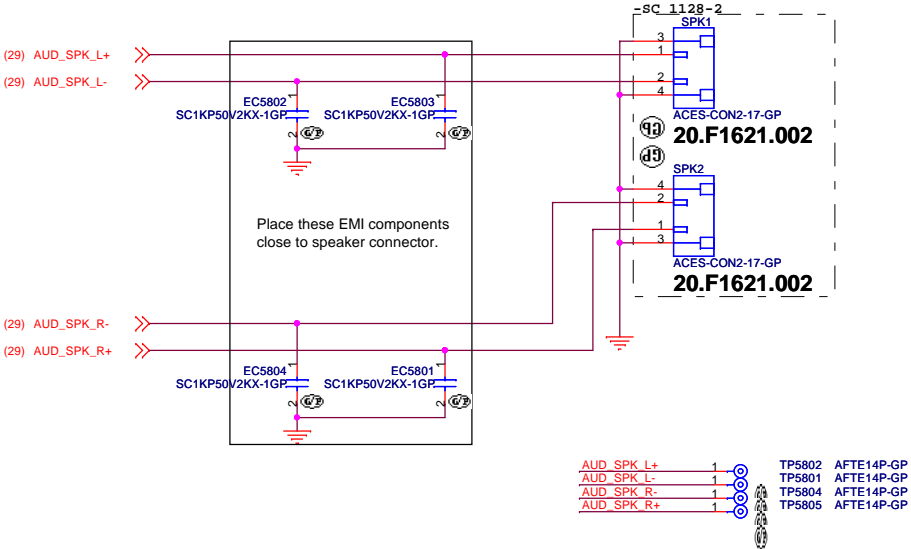 -SC 1128-2
SPK1
(29) AUD_SPK_L+
3
1
(29) AUD_SPK_L-
2
4
EC5802
SC1KP50V2KX-1GP
1
2
G/P
EC5803
SC1KP50V2KX-1GP
1
2
G/P
ACES-CON2-17-GP
20.F1621.002
GP
GP
SPK2
4
2
1
3
ACES-CON2-17-GP
20.F1621.002
Place these EMI components
close to speaker connector.
(29) AUD_SPK_R-
(29) AUD_SPK_R+
EC5804
SC1KP50V2KX-1GP
1
2
G/P
EC5801
SC1KP50V2KX-1GP
1
2
G/P
AUD_SPK_L+ 1 TP5802 AFTE14P-GP
AUD_SPK_L- 1 TP5801 AFTE14P-GP
AUD_SPK_R- 1 TP5804 AFTE14P-GP
AUD_SPK_R+ 1 TP5805 AFTE14P-GP